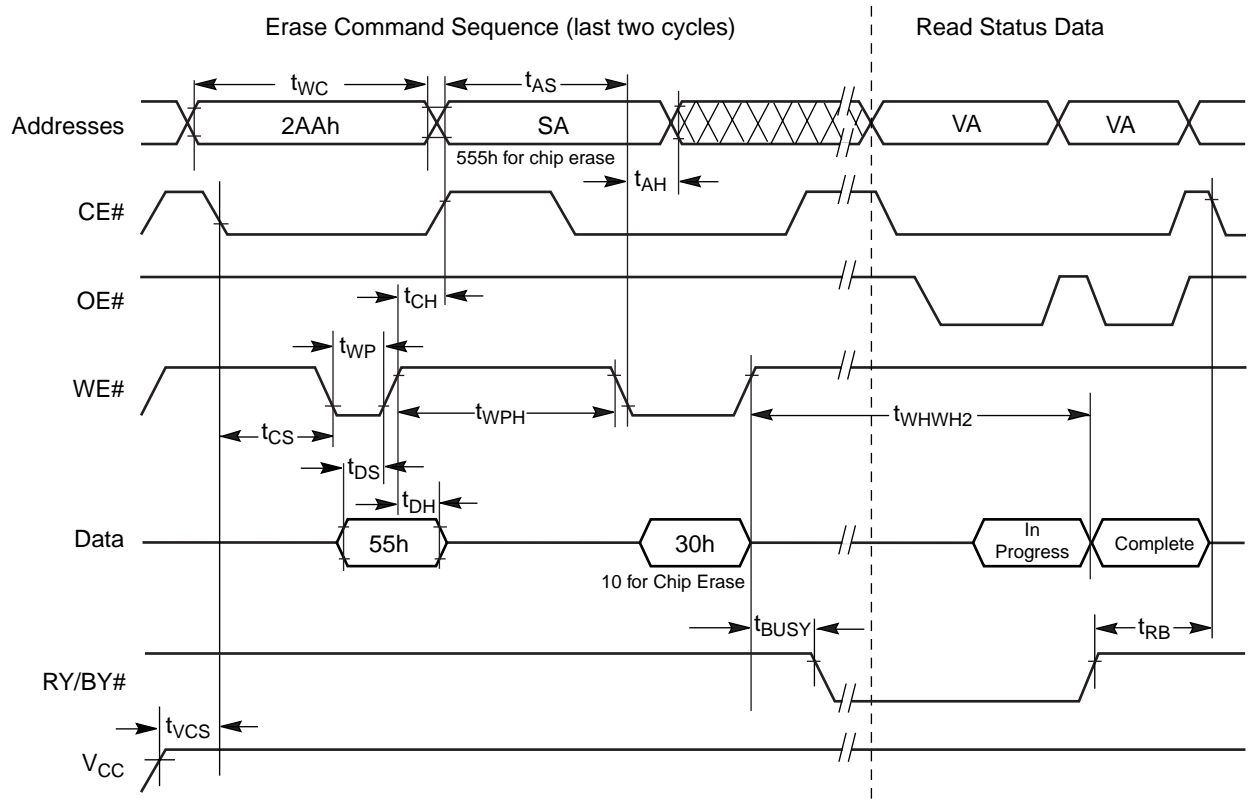 Erase Command Sequence (last two cycles)
Read Status Data
tWC
tAS
Addresses
2AAh
SA
VA
VA
555h for chip erase
tAH
CE#
OE#
tCH
tWP
WE#
tWPH
tWHWH2
tCS
tDS
tDH
Data
55h
30h
In
Progress
Complete
10 for Chip Erase
tBUSY
tRB
RY/BY#
tVCS
VCC